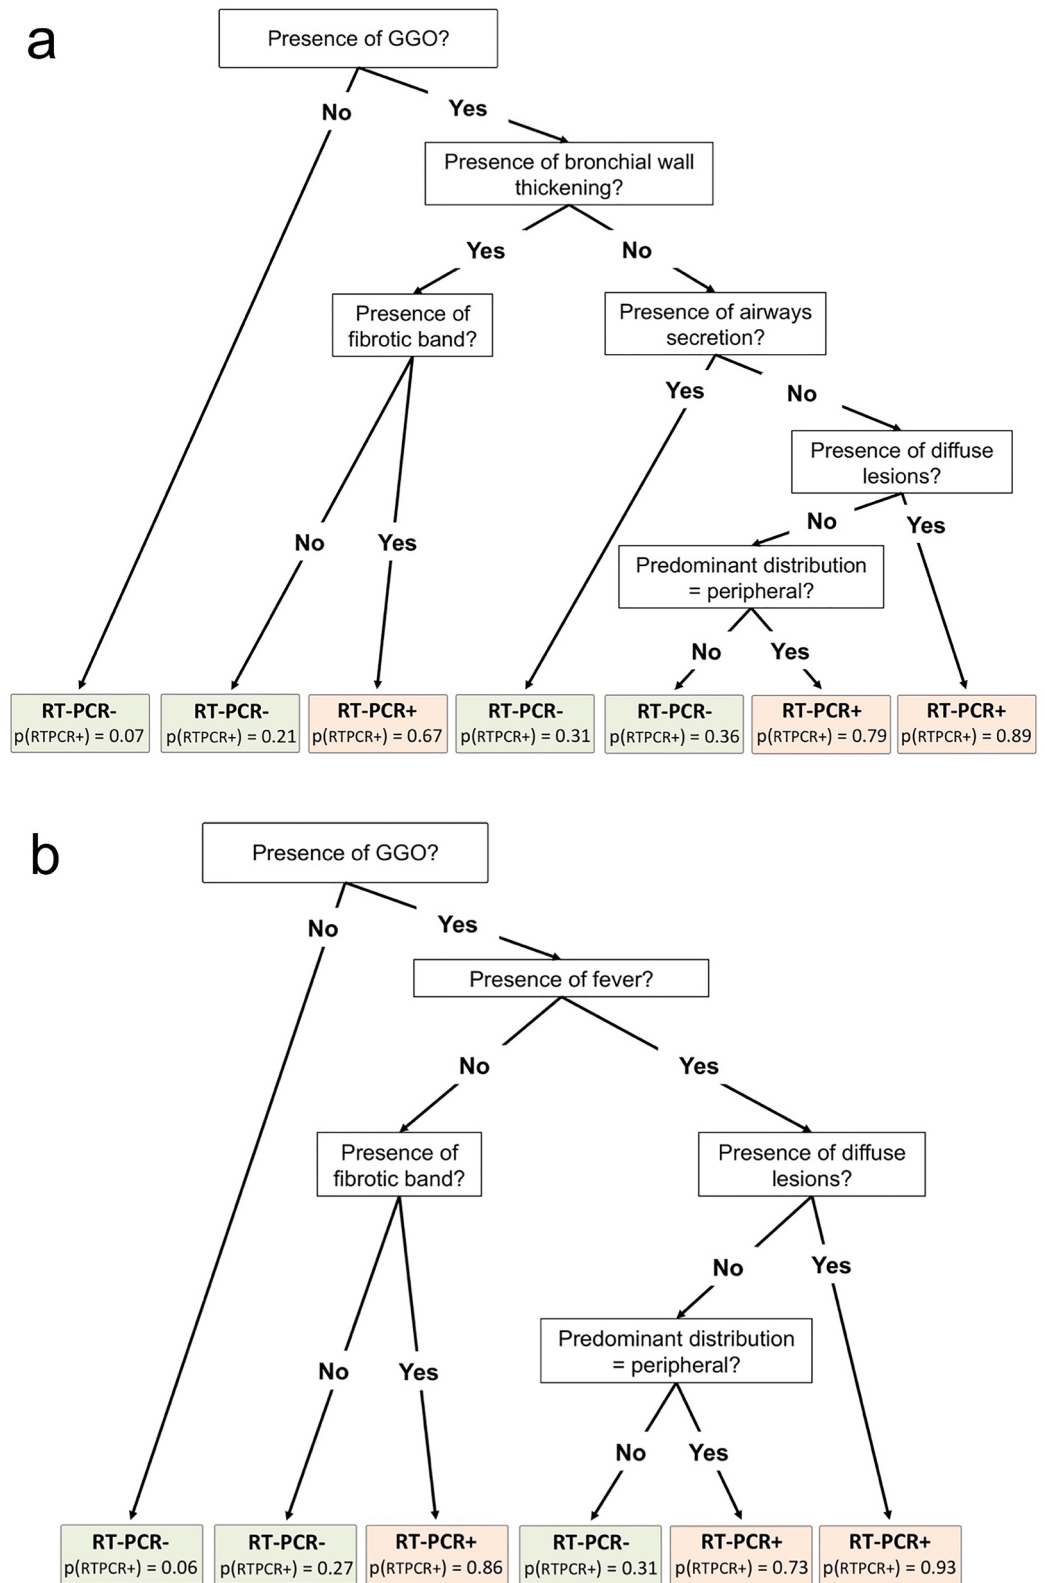 a
Presence of GGO?
No
Yes
Presence of bronchial wall
thickening?
Yes
No
Presence of
fibrotic band?
Presence of airways
secretion?
Yes
No
Presence of diffuse
lesions?
No
Yes
No
Yes
Predominant distribution
= peripheral?
No
Yes
RT-PCR-
p(RTPCR+) = 0.07
RT-PCR-
p(RTPCR+) = 0.21
RT-PCR+
p(RTPCR+) = 0.67
RT-PCR-
p(RTPCR+) = 0.31
RT-PCR-
p(RTPCR+) = 0.36
RT-PCR+
p(RTPCR+) = 0.79
RT-PCR+
p(RTPCR+) = 0.89
b
Presence of GGO?
No
Yes
Presence of fever?
No
Yes
Presence of
fibrotic band?
Presence of diffuse
lesions?
No
Yes
Predominant distribution
= peripheral?
No
Yes
No
Yes
RT-PCR-
p(RTPCR+) = 0.06
RT-PCR-
p(RTPCR+) = 0.27
RT-PCR+
p(RTPCR+) = 0.86
RT-PCR-
p(RTPCR+) = 0.31
RT-PCR+
p(RTPCR+) = 0.73
RT-PCR+
p(RTPCR+) = 0.93